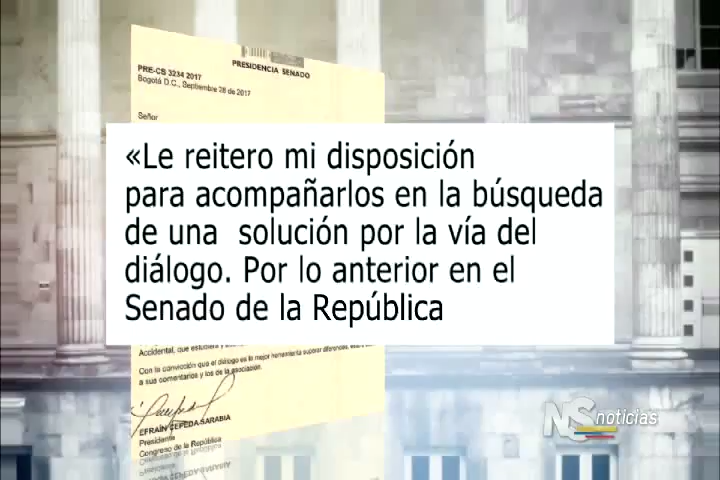 PRESIDENCIA SENADO
PRE-CS 3234 2017
Bogotá D.C., Septiembre 28 de 2017
Señor
«Le reitero mi disposición
para acompañarlos en la búsqueda
de una solución por la vía del
diálogo. Por lo anterior en el
Senado de la República
Accidental, que estudiera
Con la convicción que el diálogo es la mejor herramienta superar diferencias,
a sus comentarios y los de la asociación.
EFRAÍN CEPEDA SARABIA
Presidente
Congreso de la República
NS noticias